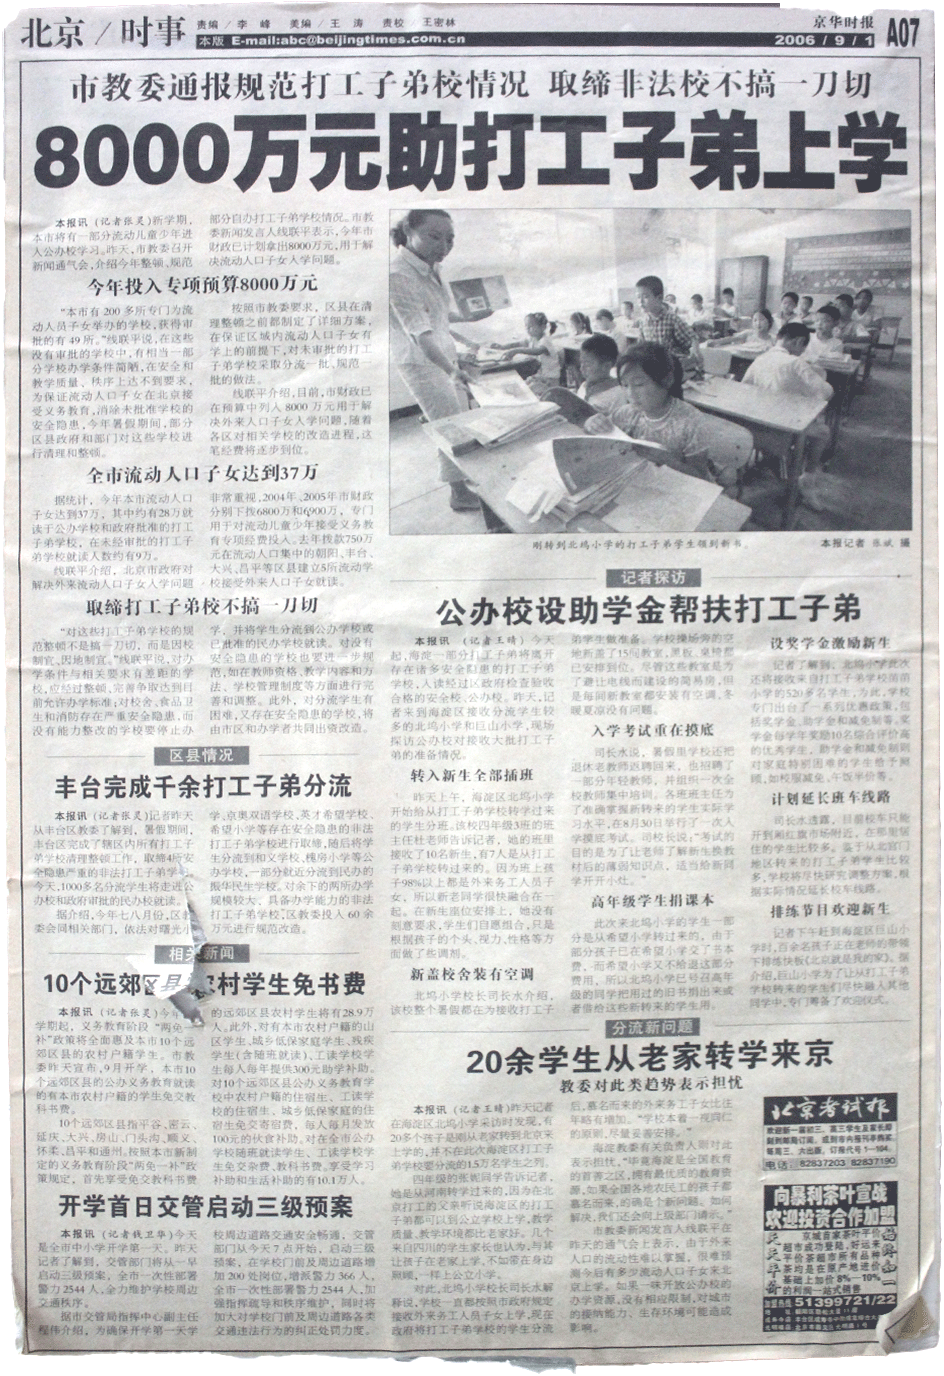 北京／时事
责编／李峰 美编／王涛 责校／王密林
本版 E-mail:abc@beijingtimes.com.cn
京华时报
2006/9/1
A07
市教委通报规范打工子弟校情况 取缔非法校不搞一刀切
8000万元助打工子弟上学
本报讯（记者张灵）新学期，
本市将有一部分流动儿童少年进
入公办校学习。昨天，市教委召开
新闻通气会，介绍今年整顿、规范
部分自办打工子弟学校情况。市教
委新闻发言人线联平表示，今年市
财政已计划拿出8000万元，用于解
决流动人口子女入学问题。
今年投入专项预算8000万元
“本市有200多所专门为流
动人员子女举办的学校，获得审
批的有49所。”线联平说，在这些
没有审批的学校中，有相当一部
分学校办学条件简陋，在安全和
教学质量、秩序上达不到要求，
为保证流动人口子女在北京接
受义务教育，消除未批准学校的
安全隐患，今年暑假期间，部分
区县政府和部门对这些学校进
行清理和整顿。
按照市教委要求，区县在清
理整顿之前都制定了详细方案，
在保证区域内流动人口子女有
学上的前提下，对未审批的打工
子弟学校采取分流一批、规范一
批的做法。
线联平介绍，目前，市财政已
在预算中列入8000万元用于解
决外来人口子女入学问题，随着
各区对相关学校的改造进程，这
笔经费将逐步到位。
全市流动人口子女达到37万
据统计，今年本市流动人口
子女达到37万，其中约有28万就
读于公办学校和政府批准的打工
子弟学校，在未经审批的打工子
弟学校就读人数约有9万。
线联平介绍，北京市政府对
解决外来流动人口子女入学问题
非常重视，2004年、2005年市财政
分别下拨6800万和6900万，专门
用于对流动儿童少年接受义务教
育专项经费投入。去年拨款750万
元在流动人口集中的朝阳、丰台、
大兴、昌平等区县建立5所流动学
校接受外来人口子女就读。
取缔打工子弟校不搞一刀切
“对这些打工子弟学校的规
范整顿不是搞一刀切，而是因校
制宜、因地制宜。”线联平说，对办
学条件与相关要求有差距的学
校，应经过整顿、完善争取达到目
前允许办学标准；对校舍、食品卫
生和消防存在严重安全隐患，而
没有能力整改的学校要停止办
学，并将学生分流到公办学校或
已批准的民办学校就读。对没有
安全隐患的学校也要进一步规
范，如在教师资格、教学内容和方
法、学校管理制度等方面进行完
善和调整。此外，对分流学生有
困难，又存在安全隐患的学校，将
由市区和办学者共同出资改造。
刚转到北坞小学的打工子弟学生领到新书。
本报记者 张斌 摄
区县情况
丰台完成千余打工子弟分流
本报讯（记者张灵）记者昨天
从丰台区教委了解到，暑假期间，
丰台区完成了辖区内所有打工子
弟学校清理整顿工作，取缔4所安
全隐患严重的非法打工子弟学
今天，1000多名分流学生将走进公
办校和政府审批的民办校就读。
据介绍，今年七八月份，区教
委会同相关部门，依法对曙光小
学、京奥双语学校、英才希望学校、
希望小学等存在安全隐患的非法
打工子弟学校进行取缔，随后将学
生分流到和义学校、槐房小学等公
办学校，一部分就近分流到民办的
振华民生学校。对余下的两所办学
规模较大，具备办学能力的非法
打工子弟学校，区教委投入60余
万元进行规范改造。
相关新闻
10个远郊区县农村学生免书费
本报讯（记者张灵）今年
学期起，义务教育阶段“两免一
补”政策将全面惠及本市10个远
郊区县的农村户籍学生。市教
委昨天宣布，9月开学，本市10
个远郊区县的公办义务教育就读
的有本市农村户籍的学生免交教
科书费。
10个远郊区县指平谷、密云、
延庆、大兴、房山、门头沟、顺义、
怀柔、昌平和通州。按照本市新制
定的义务教育阶段“两免一补”政
策规定，首先享受免交教科书费
的远郊区县农村学生将有28.9万
人。此外，对有本市农村户籍的山
区学生、城乡低保家庭学生、残疾
学生（含随班就读）、工读学校学
生每人每年提供300元助学补助。
对10个远郊区县公办义务教育学
校中农村户籍的住宿生、工读学
校的住宿生、城乡低保家庭的住
宿生免交寄宿费，每人每月发放
100元的伙食补助。对在全市公办
学校随班就读学生、工读学校学
生免交杂费、教科书费。享受学习
补助和生活补助的有10.1万人。
开学首日交管启动三级预案
本报讯（记者钱卫华）今天
是全市中小学开学第一天，昨天
记者了解到，交管部门将从一早
启动三级预案，全市一次性部署
警力2544人，全力维护学校周边
交通秩序。
据市交管局指挥中心副主任
程伟介绍，为确保开学第一天学
校周边道路交通安全畅通，交管
部门从今天7点开始，启动三级
预案，在学校门前及周边道路增
加200处岗位，增派警力366人，
全市一次性部署警力2544人，加
强指挥疏导和秩序维护，同时将
加大对学校门前及周边道路各类
交通违法行为的纠正处罚力度。
记者探访
公办校设助学金帮扶打工子弟
本报讯（记者王晴）今天
起，海淀一部分打工子弟将离开
存在诸多安全隐患的打工子弟
学校，入读经过区政府检查验收
合格的安全校、公办校。昨天，记
者来到海淀区接收分流学生较
多的北坞小学和巨山小学，现场
探访公办校对接收大批打工子
弟的准备情况。
转入新生全部插班
昨天上午，海淀区北坞小学
开始给从打工子弟学校转学过来
的学生分班。该校四年级3班的班
主任杜老师告诉记者，她的班里
接收了10名新生，有7人是从打工
子弟学校转过来的。因为班上孩
子98%以上都是外来务工人员子
女，所以新老同学很快融合在一
起。在新生座位安排上，她没有
刻意要求，学生们自愿组合，只是
根据孩子的个头、视力、性格等方
面做了些调剂。
新盖校舍装有空调
北坞小学校长司长水介绍，
该校整个暑假都在为接收打工子
弟学生做准备。学校操场旁的空
地新盖了15间教室，黑板、桌椅都
已安排到位。尽管这些教室是为
了避让电线而建设的简易房，但
是每间新教室都安装有空调，冬
暖夏凉没有问题。
入学考试重在摸底
司长水说，暑假里学校还把
退休老教师返聘回来，也招聘了
一部分年轻教师，并组织一次全
校教师集中培训。各班班主任为
了准确掌握新转来的学生实际学
习水平，在8月30日举行了一次入
学摸底考试。司校长说：“考试的
目的是为了让老师了解新生换教
材后的薄弱知识点，适当给新同
学开开小灶。”
高年级学生捐课本
此次来北坞小学的学生一部
分是从希望小学转过来的，由于
部分孩子已在希望小学交了书本
费，而希望小学又不给退这部分
费用，所以北坞小学已号召高年
级的同学把用过的旧书捐出来或
者借给这些新转来的学生用。
设奖学金激励新生
记者了解到，北坞小学此次
还将接收来自打工子弟学校苗苗
小学的520多名学生，为此，学校
专门出台了一系列优惠政策，包
括奖学金、助学金和减免制等，奖
学金每学年奖励10名综合评价高
的优秀学生，助学金和减免制则
对家庭特别困难的学生给予照
顾，如校服减免、午饭半价等。
计划延长班车线路
司长水透露，目前校车只能
开到厢红旗市场附近，在那里居
住的学生比较多。鉴于从北宫门
地区转来的打工子弟学生比较
多，学校将尽快研究调整方案，根
据实际情况延长校车线路。
排练节目欢迎新生
记者下午赶到海淀区巨山小
学时，百余名孩子正在老师的带领
下排练快板《北京就是我的家》。据
介绍，巨山小学为了让从打工子弟
学校转来的学生们尽快融入其他
同学中，专门筹备了欢迎仪式。
分流新问题
20余学生从老家转学来京
教委对此类趋势表示担忧
本报讯（记者王晴）昨天记者
在海淀区北坞小学采访时发现，有
20多个孩子是刚从老家转到北京来
上学的，并不在此次海淀区打工子
弟学校要分流的1.5万名学生之列。
四年级的张妮同学告诉记者，
她是从河南转学过来的，因为在北
京打工的父亲听说海淀区的打工
子弟都可以到公立学校上学，教学
质量、教学环境都比老家好。几个
来自四川的学生家长也认为，与其
让孩子在老家上学，不如带在身边
照顾，一样上公立小学。
对此，北坞小学校长司长水解
释说，学校一直都按照市政府规定
接收外来务工人员子女上学，现在
政府将打工子弟学校的学生分流
后，慕名而来的外来务工子女比往
年略有增加。“学校本着一视同仁
的原则，尽量妥善安排。”
海淀教委有关负责人则对此
表示担忧，“毕竟海淀是全国教育
的首善之区，拥有最优质的教育资
源，如果全国各地农民工的孩子都
慕名而来，的确是个新问题。如何
解决，我们还会向上级部门请示。”
市教委新闻发言人线联平在
昨天的通气会上表示，由于外来
人口的流动性难以掌握，很难预
测今后有多少流动人口子女来北
京上学，如果一味开放公办校的
办学资源，没有相应限制，对城市
的接纳能力、生存环境可能造成
影响。
北京考试报
欢迎新一届初三、高三学生及家长即
刻到邮局订阅，或到市内报刊亭购买。
每周三、六出版，订报代号1—104。
电话：82837203 82837190
向暴利茶叶宣战
欢迎投资合作加盟
京城首家茶叶平价
超市成功登陆，好运来
平价茶超市所有品种
茶均是在原产地进价
基础上加价8%—10%
的利润一站式销售
加盟热线：51399721/22